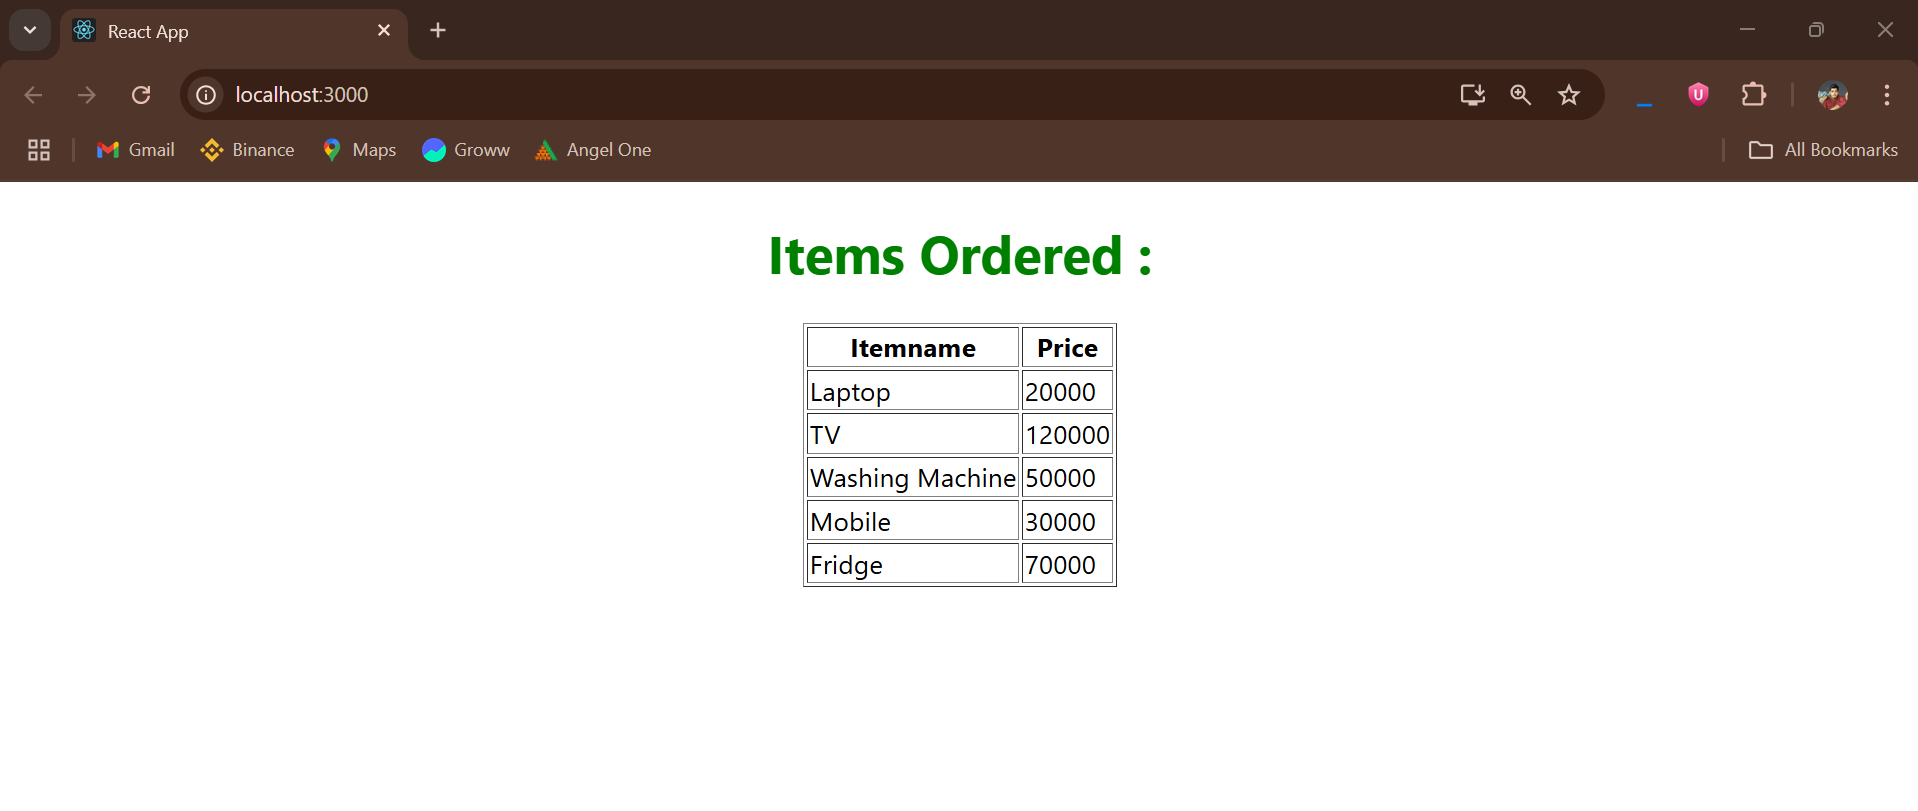 React App
localhost:3000
Gmail Binance Maps Groww Angel One All Bookmarks
Items Ordered :
Itemname Price
Laptop 20000
TV 120000
Washing Machine 50000
Mobile 30000
Fridge 70000